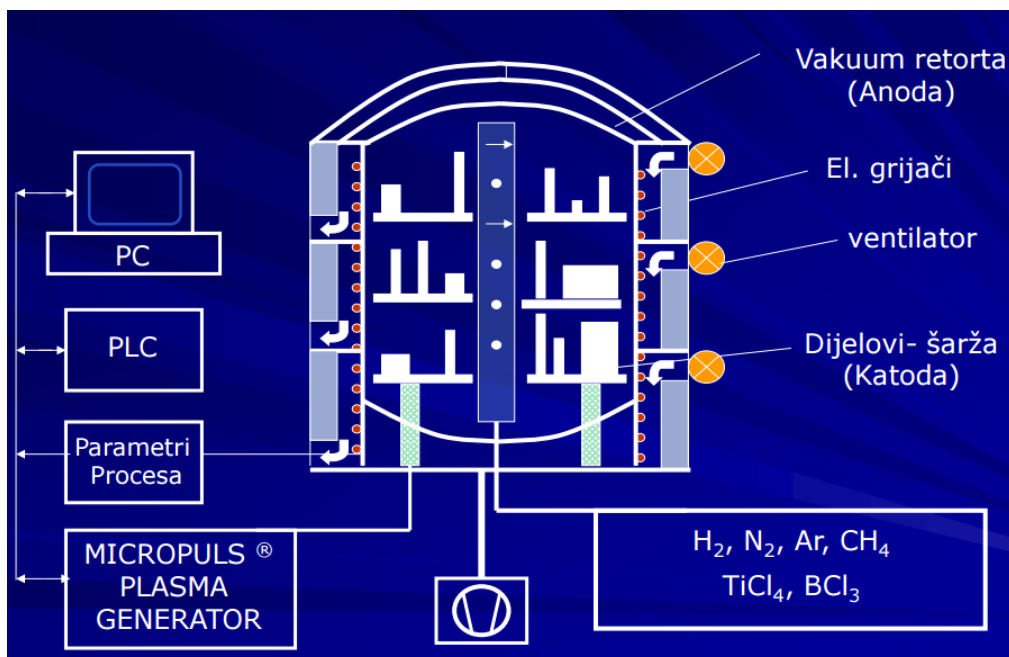 Vakuum retorta
(Anoda)
El. grijači
ventilator
Dijelovi- šarža
(Katoda)
PC
PLC
Parametri
Procesa
MICROPULS ®
PLASMA
GENERATOR
H₂, N₂, Ar, CH₄
TiCl₄, BCl₃